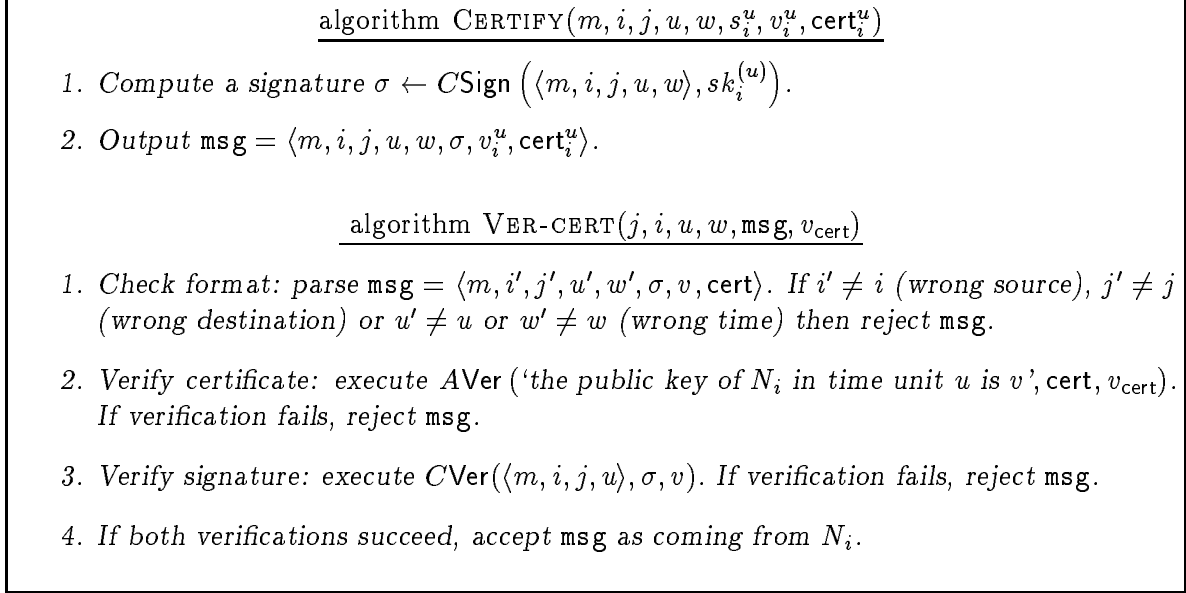 algorithm CERTIFY(m, i, j, u, w, s_i^u, v_i^u, cert_i^u)
1. Compute a signature σ ← CSign (⟨m, i, j, u, w⟩, sk_i^{(u)}).
2. Output msg = ⟨m, i, j, u, w, σ, v_i^u, cert_i^u⟩.
algorithm VER-CERT(j, i, u, w, msg, v_cert)
1. Check format: parse msg = ⟨m, i′, j′, u′, w′, σ, v, cert⟩. If i′ ≠ i (wrong source), j′ ≠ j
(wrong destination) or u′ ≠ u or w′ ≠ w (wrong time) then reject msg.
2. Verify certificate: execute AVer (‘the public key of N_i in time unit u is v’, cert, v_cert).
If verification fails, reject msg.
3. Verify signature: execute CVer(⟨m, i, j, u⟩, σ, v). If verification fails, reject msg.
4. If both verifications succeed, accept msg as coming from N_i.